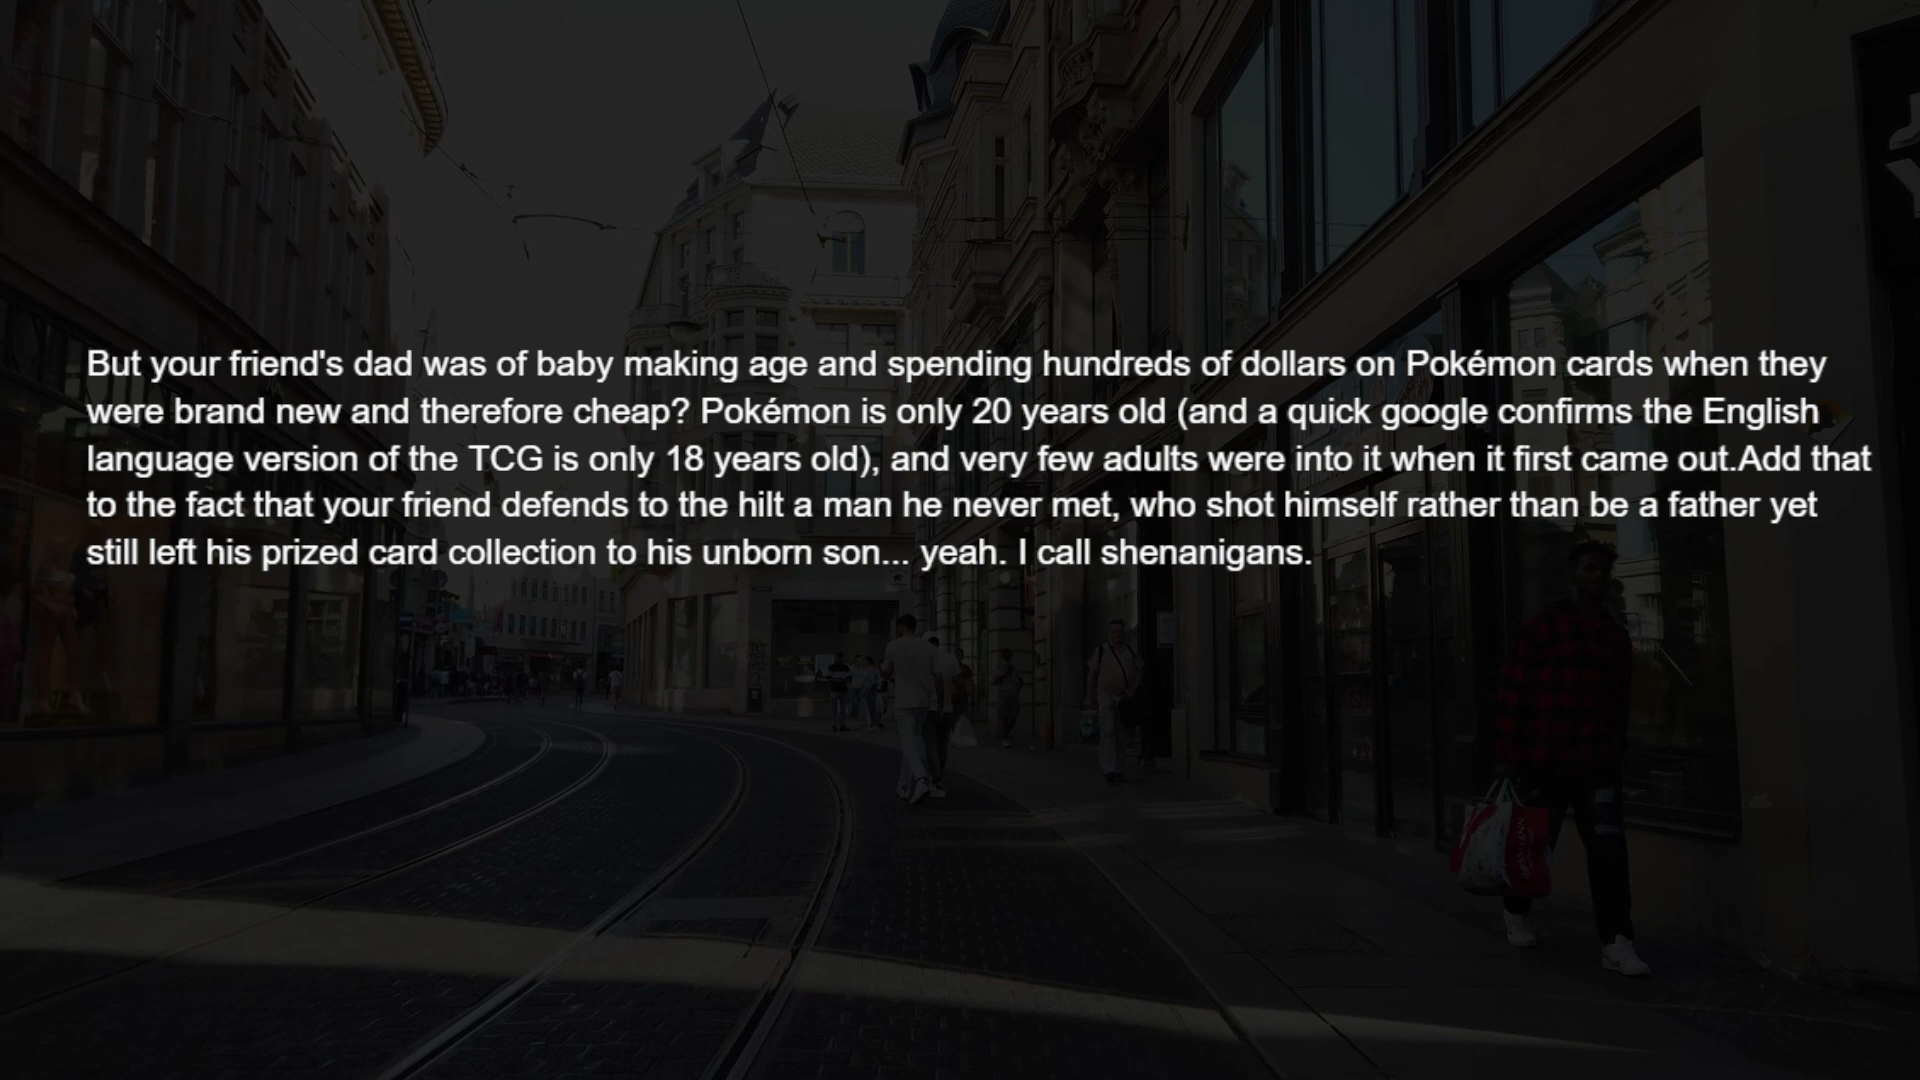 But your friend's dad was of baby making age and spending hundreds of dollars on Pokémon cards when they
were brand new and therefore cheap? Pokémon is only 20 years old (and a quick google confirms the English
language version of the TCG is only 18 years old), and very few adults were into it when it first came out.Add that
to the fact that your friend defends to the hilt a man he never met, who shot himself rather than be a father yet
still left his prized card collection to his unborn son... yeah. I call shenanigans.